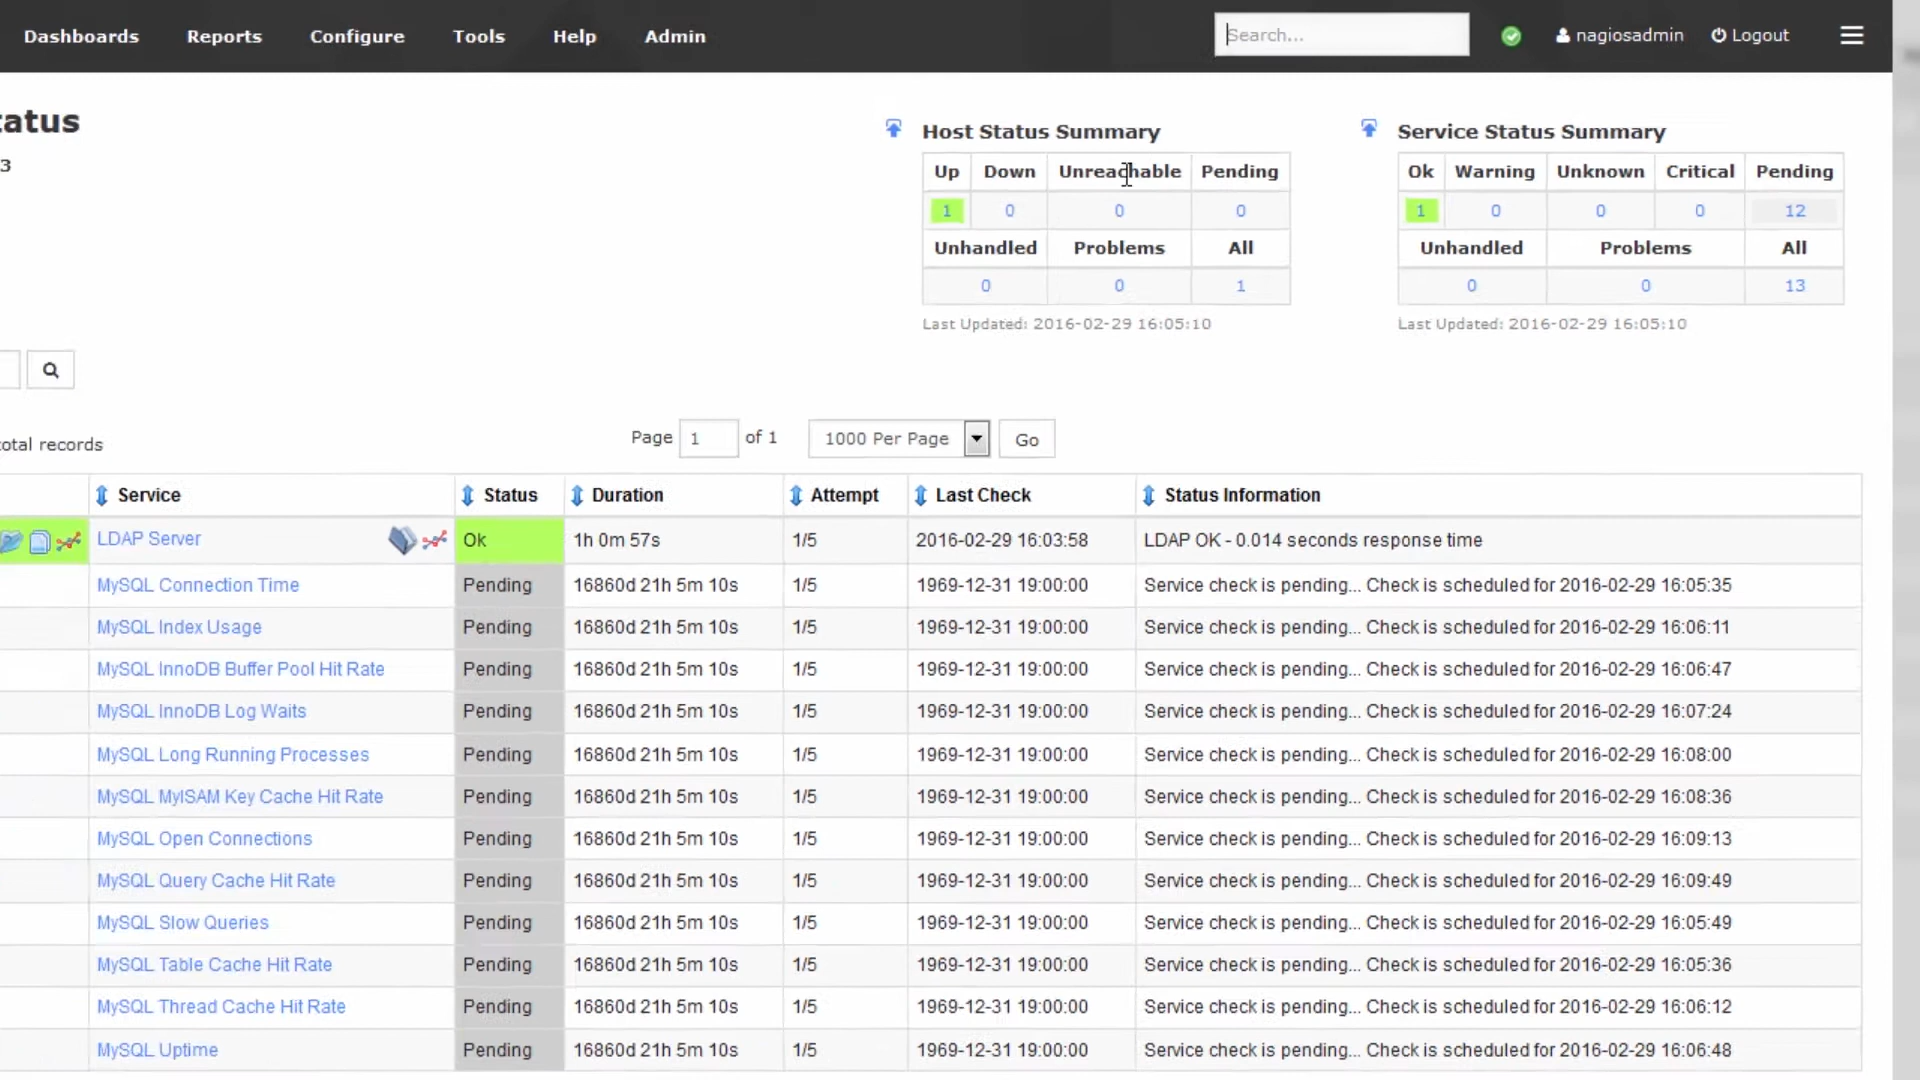 Dashboards Reports Configure Tools Help Admin Search... nagiosadmin Logout
tatus
3
Host Status Summary
Up Down Unreachable Pending
1 0 0 0
Unhandled Problems All
0 0 1
Last Updated: 2016-02-29 16:05:10
Service Status Summary
Ok Warning Unknown Critical Pending
1 0 0 0 12
Unhandled Problems All
0 0 13
Last Updated: 2016-02-29 16:05:10
total records
Page 1 of 1 1000 Per Page Go
Service Status Duration Attempt Last Check Status Information
LDAP Server Ok 1h 0m 57s 1/5 2016-02-29 16:03:58 LDAP OK - 0.014 seconds response time
MySQL Connection Time Pending 16860d 21h 5m 10s 1/5 1969-12-31 19:00:00 Service check is pending... Check is scheduled for 2016-02-29 16:05:35
MySQL Index Usage Pending 16860d 21h 5m 10s 1/5 1969-12-31 19:00:00 Service check is pending... Check is scheduled for 2016-02-29 16:06:11
MySQL InnoDB Buffer Pool Hit Rate Pending 16860d 21h 5m 10s 1/5 1969-12-31 19:00:00 Service check is pending... Check is scheduled for 2016-02-29 16:06:47
MySQL InnoDB Log Waits Pending 16860d 21h 5m 10s 1/5 1969-12-31 19:00:00 Service check is pending... Check is scheduled for 2016-02-29 16:07:24
MySQL Long Running Processes Pending 16860d 21h 5m 10s 1/5 1969-12-31 19:00:00 Service check is pending... Check is scheduled for 2016-02-29 16:08:00
MySQL MyISAM Key Cache Hit Rate Pending 16860d 21h 5m 10s 1/5 1969-12-31 19:00:00 Service check is pending... Check is scheduled for 2016-02-29 16:08:36
MySQL Open Connections Pending 16860d 21h 5m 10s 1/5 1969-12-31 19:00:00 Service check is pending... Check is scheduled for 2016-02-29 16:09:13
MySQL Query Cache Hit Rate Pending 16860d 21h 5m 10s 1/5 1969-12-31 19:00:00 Service check is pending... Check is scheduled for 2016-02-29 16:09:49
MySQL Slow Queries Pending 16860d 21h 5m 10s 1/5 1969-12-31 19:00:00 Service check is pending... Check is scheduled for 2016-02-29 16:05:49
MySQL Table Cache Hit Rate Pending 16860d 21h 5m 10s 1/5 1969-12-31 19:00:00 Service check is pending... Check is scheduled for 2016-02-29 16:05:36
MySQL Thread Cache Hit Rate Pending 16860d 21h 5m 10s 1/5 1969-12-31 19:00:00 Service check is pending... Check is scheduled for 2016-02-29 16:06:12
MySQL Uptime Pending 16860d 21h 5m 10s 1/5 1969-12-31 19:00:00 Service check is pending... Check is scheduled for 2016-02-29 16:06:48